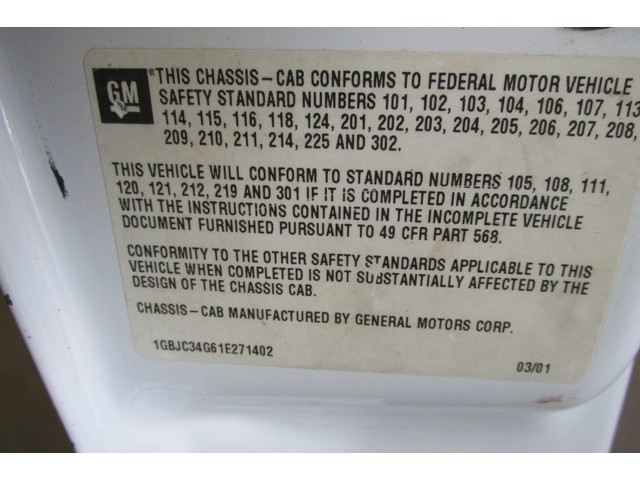 GM
"THIS CHASSIS-CAB CONFORMS TO FEDERAL MOTOR VEHICLE
SAFETY STANDARD NUMBERS 101, 102, 103, 104, 106, 107, 113
114, 115, 116, 118, 124, 201, 202, 203, 204, 205, 206, 207, 208,
209, 210, 211, 214, 225 AND 302.
THIS VEHICLE WILL CONFORM TO STANDARD NUMBERS 105, 108, 111,
120, 121, 212, 219 AND 301 IF IT IS COMPLETED IN ACCORDANCE
WITH THE INSTRUCTIONS CONTAINED IN THE INCOMPLETE VEHICLE
DOCUMENT FURNISHED PURSUANT TO 49 CFR PART 568.
CONFORMITY TO THE OTHER SAFETY STANDARDS APPLICABLE TO THIS
VEHICLE WHEN COMPLETED IS NOT SUBSTANTIALLY AFFECTED BY THE
DESIGN OF THE CHASSIS CAB.
CHASSIS-CAB MANUFACTURED BY GENERAL MOTORS CORP.
1GBJC34G61E271402
03/01